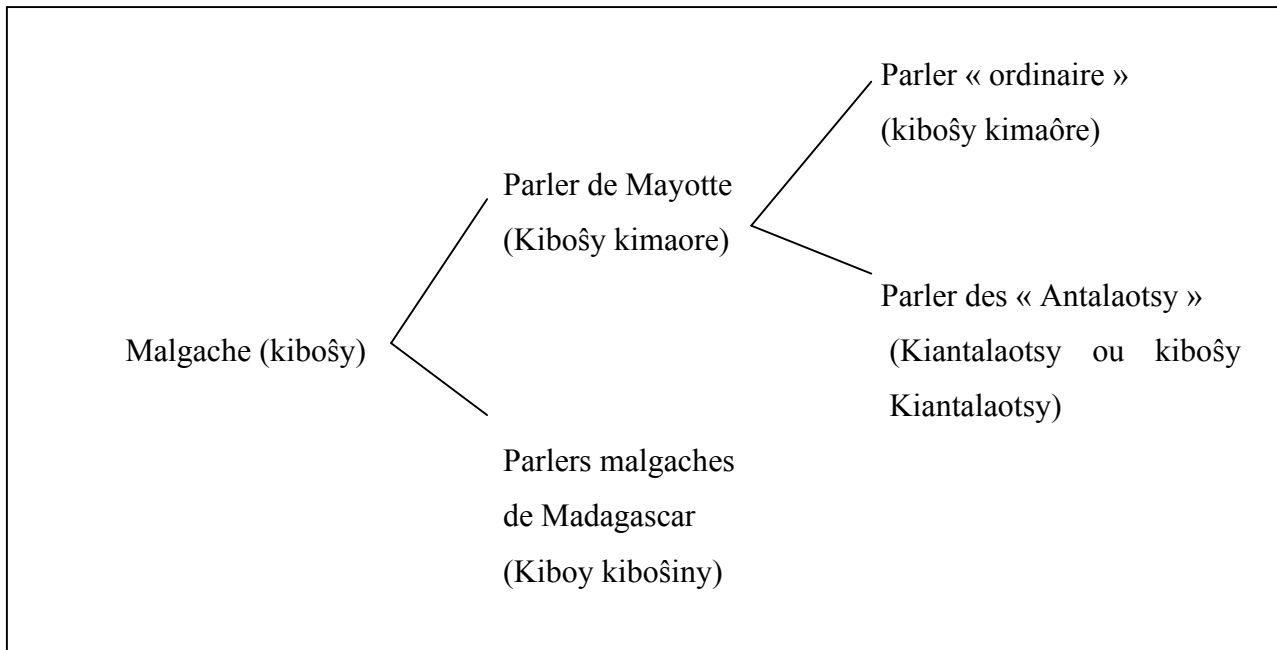 Parler « ordinaire »
(kiboŝy kimaôre)
Parler de Mayotte
(Kiboŝy kimaore)
Parler des « Antalaotsy »
(Kiantalaotsy ou kiboŝy
Kiantalaotsy)
Malgache (kiboŝy)
Parlers malgaches
de Madagascar
(Kiboy kiboŝiny)